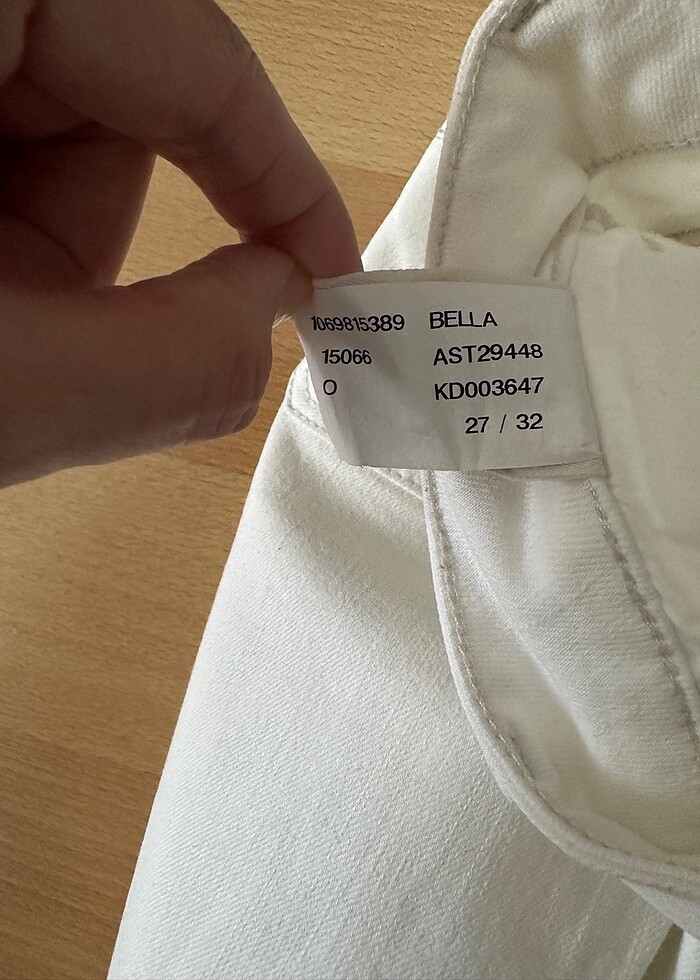 1069815389 BELLA
15066 AST29448
O KD003647
27 / 32